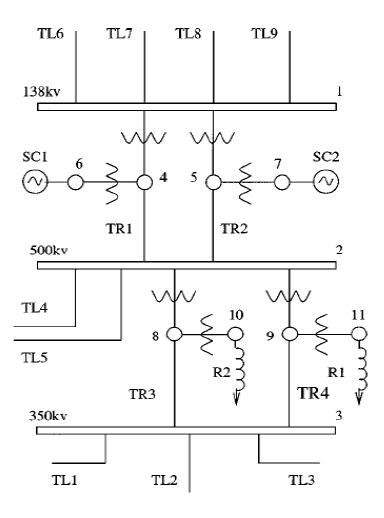 TL6 TL7 TL8 TL9
138kv 1
SC1 6 4 5 7 SC2
TR1 TR2
500kv 2
TL4
TL5
8 10 9 11
R2 R1
TR3 TR4
350kv 3
TL1 TL2 TL3